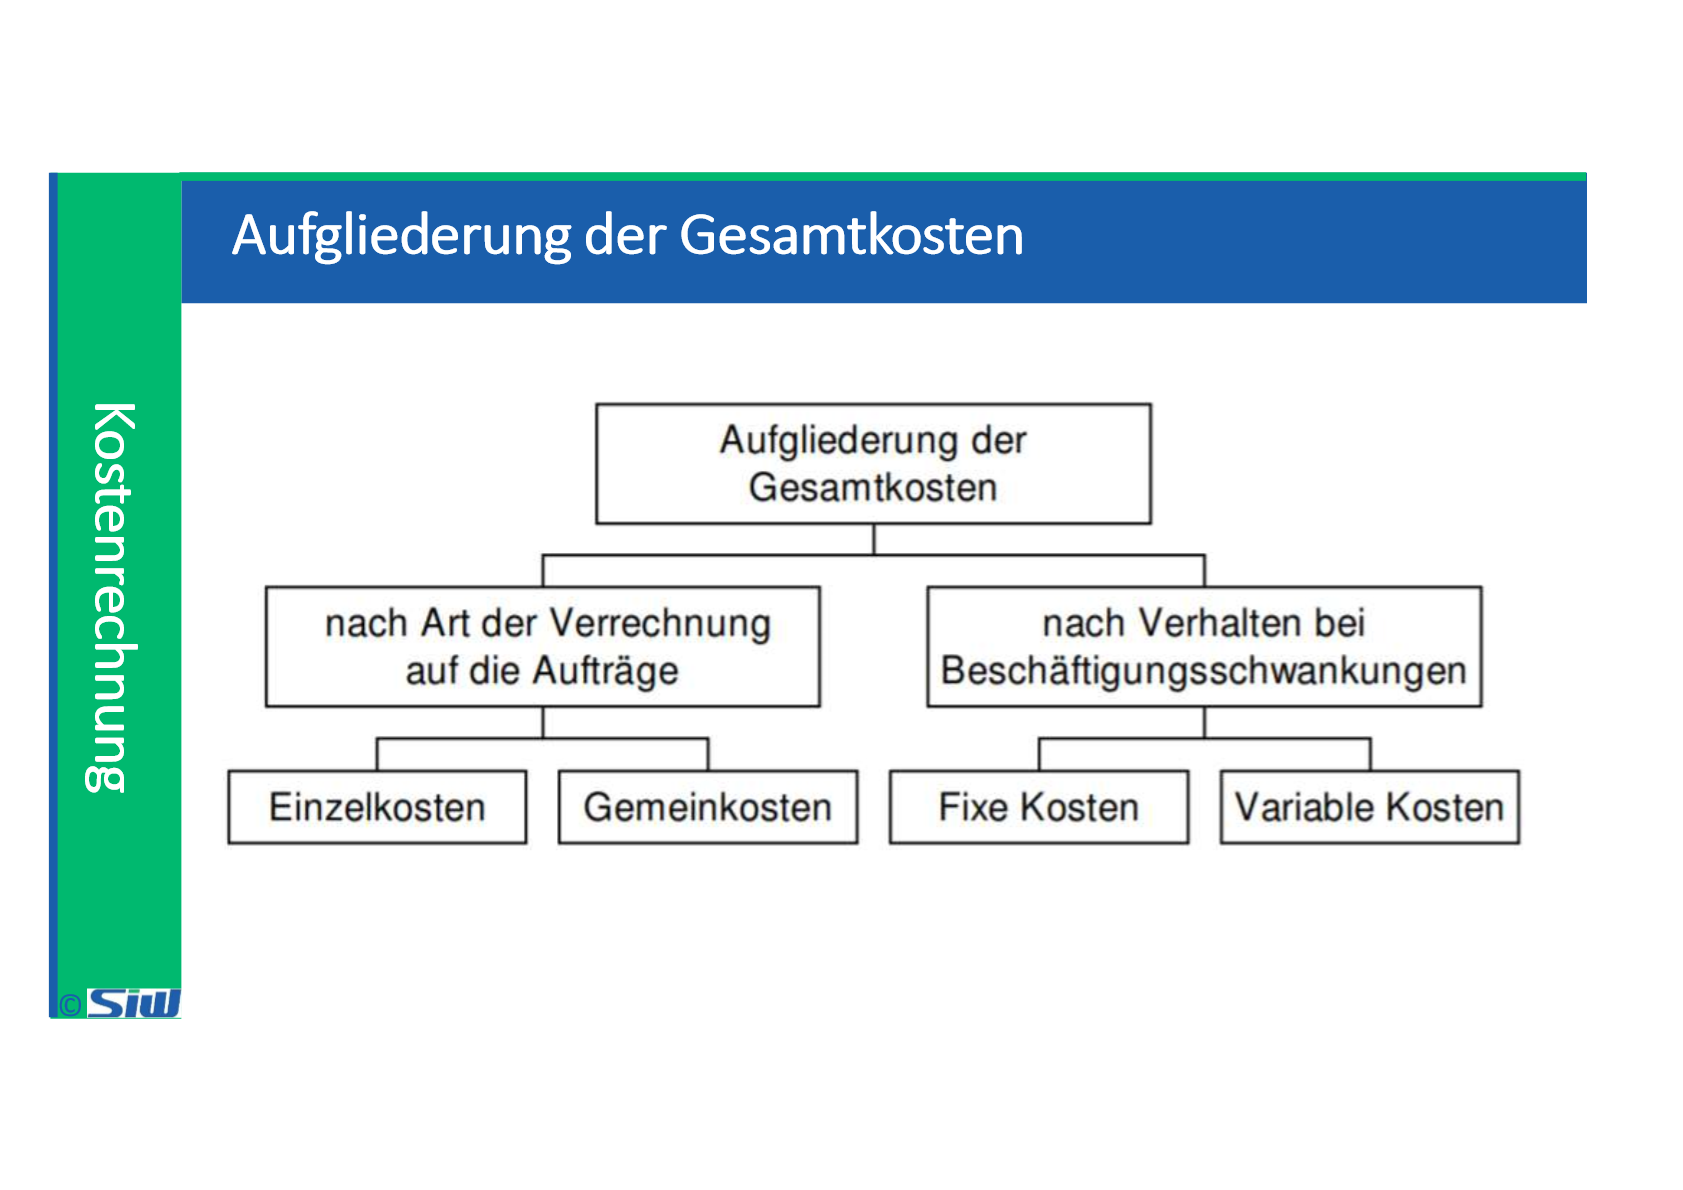 Aufgliederung der Gesamtkosten
Kostenrechnung
Aufgliederung der
Gesamtkosten
nach Art der Verrechnung
auf die Aufträge
nach Verhalten bei
Beschäftigungsschwankungen
Einzelkosten
Gemeinkosten
Fixe Kosten
Variable Kosten
© SiW